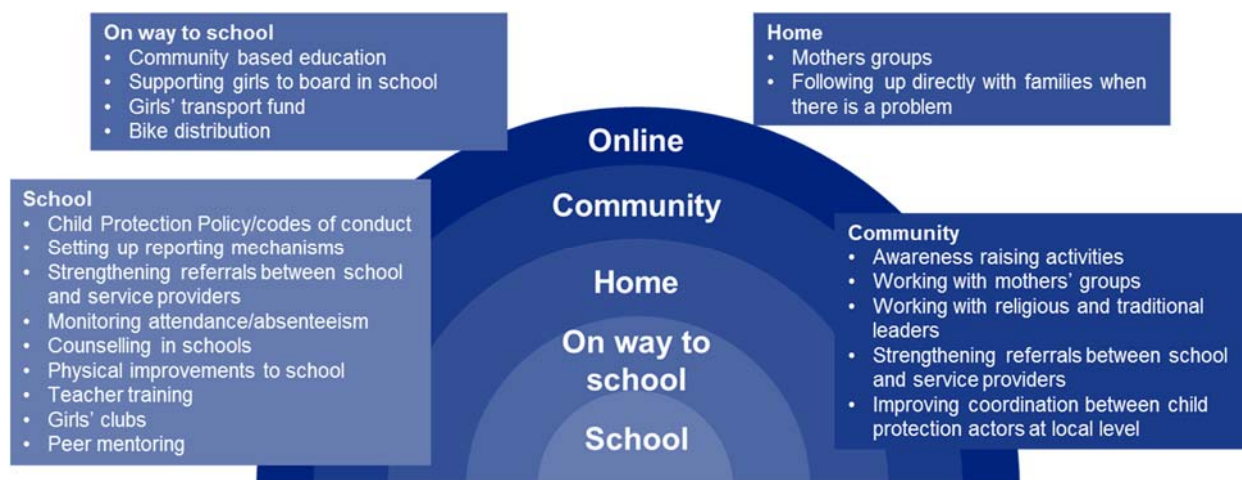 On way to school
• Community based education
• Supporting girls to board in school
• Girls' transport fund
• Bike distribution
Home
• Mothers groups
• Following up directly with families when
there is a problem
School
• Child Protection Policy/codes of conduct
• Setting up reporting mechanisms
• Strengthening referrals between school
and service providers
• Monitoring attendance/absenteeism
• Counselling in schools
• Physical improvements to school
• Teacher training
• Girls' clubs
• Peer mentoring
Online
Community
Home
On way to
school
School
Community
• Awareness raising activities
• Working with mothers' groups
• Working with religious and traditional
leaders
• Strengthening referrals between school
and service providers
• Improving coordination between child
protection actors at local level